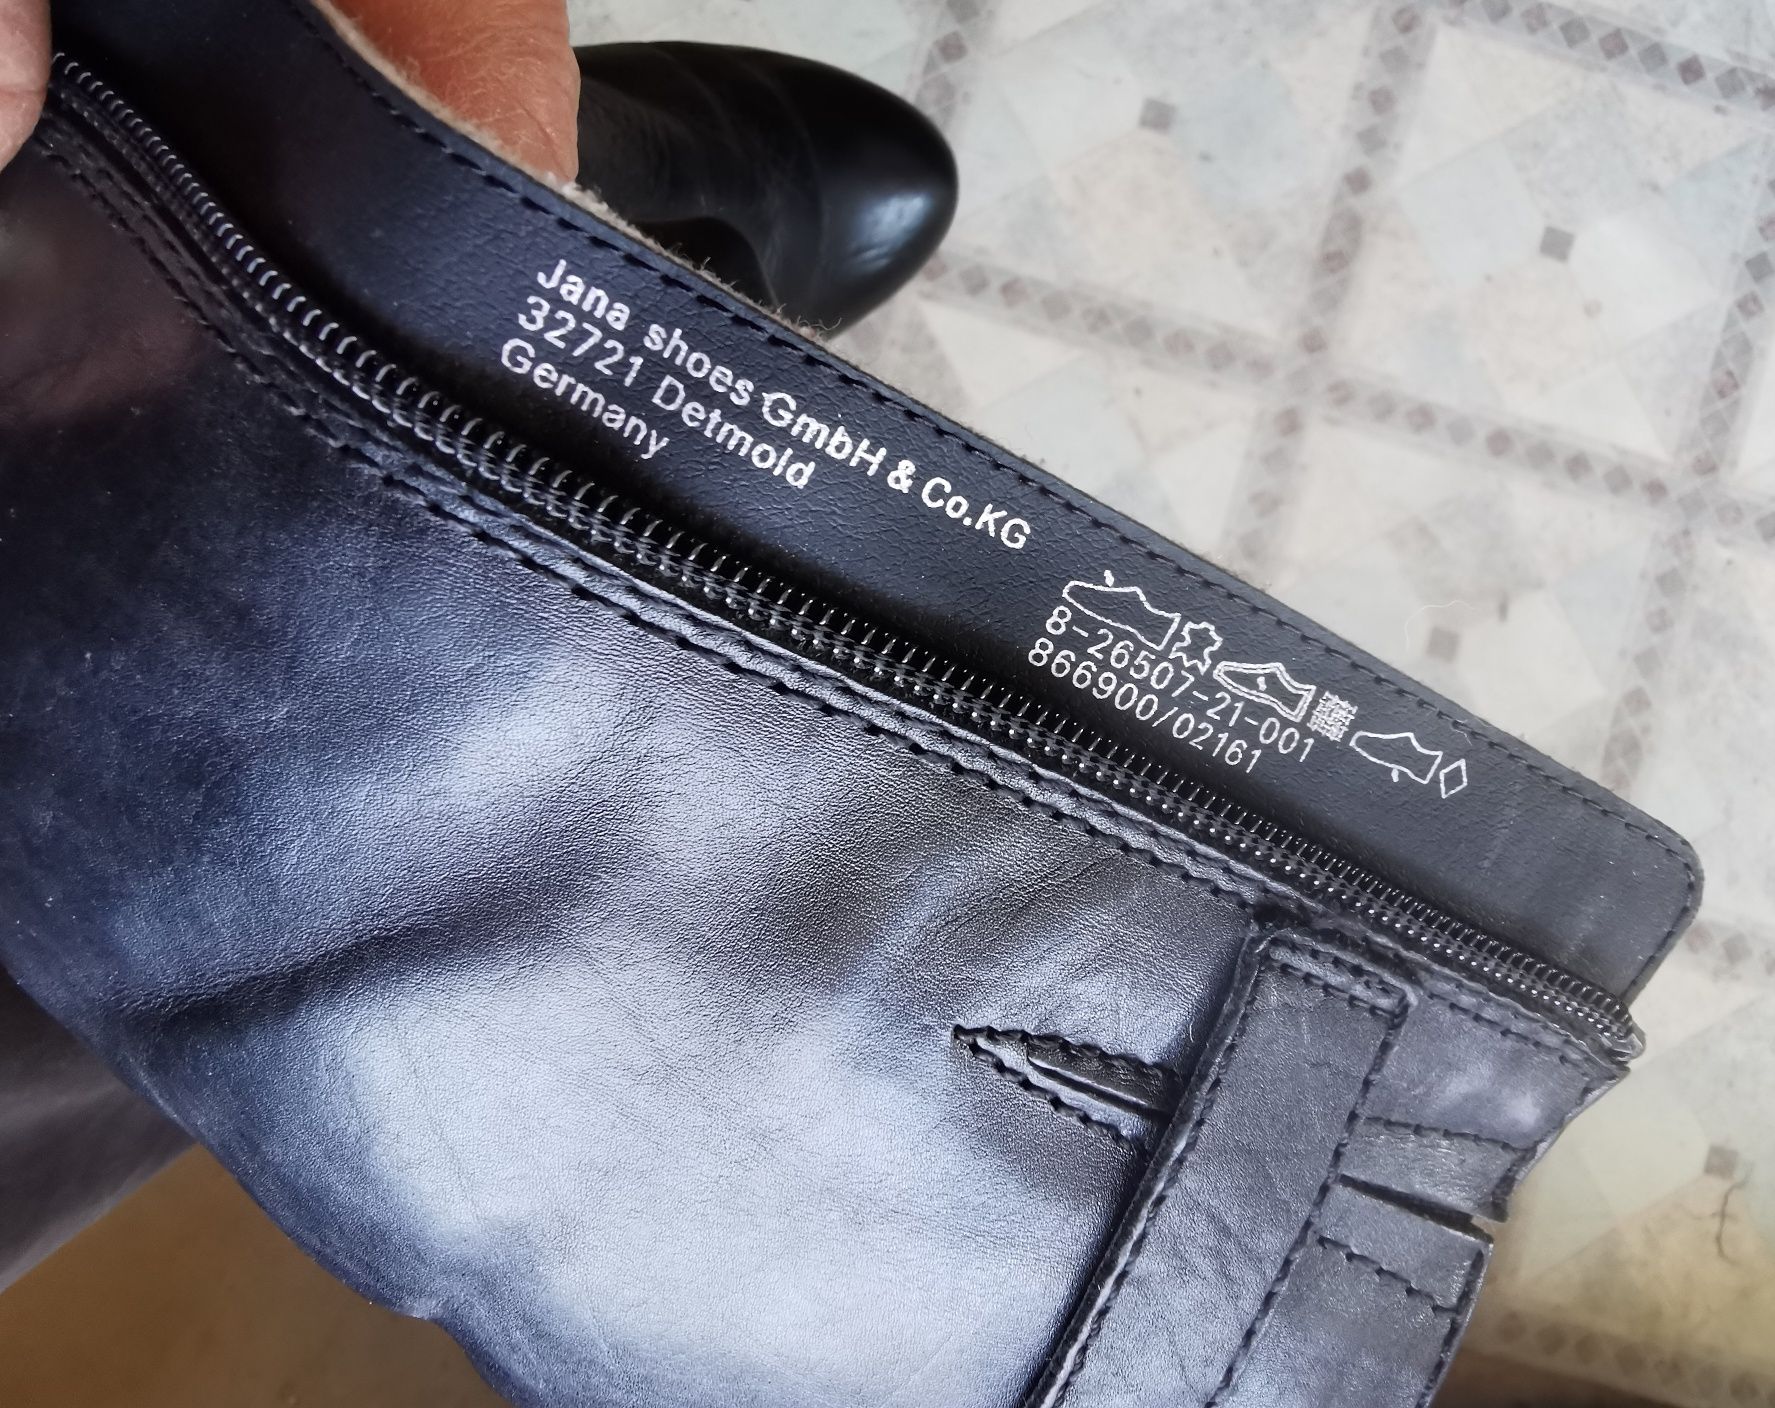 Jana shoes GmbH & Co.KG
32721 Detmold
Germany
8-26507-21-001
866900/02161